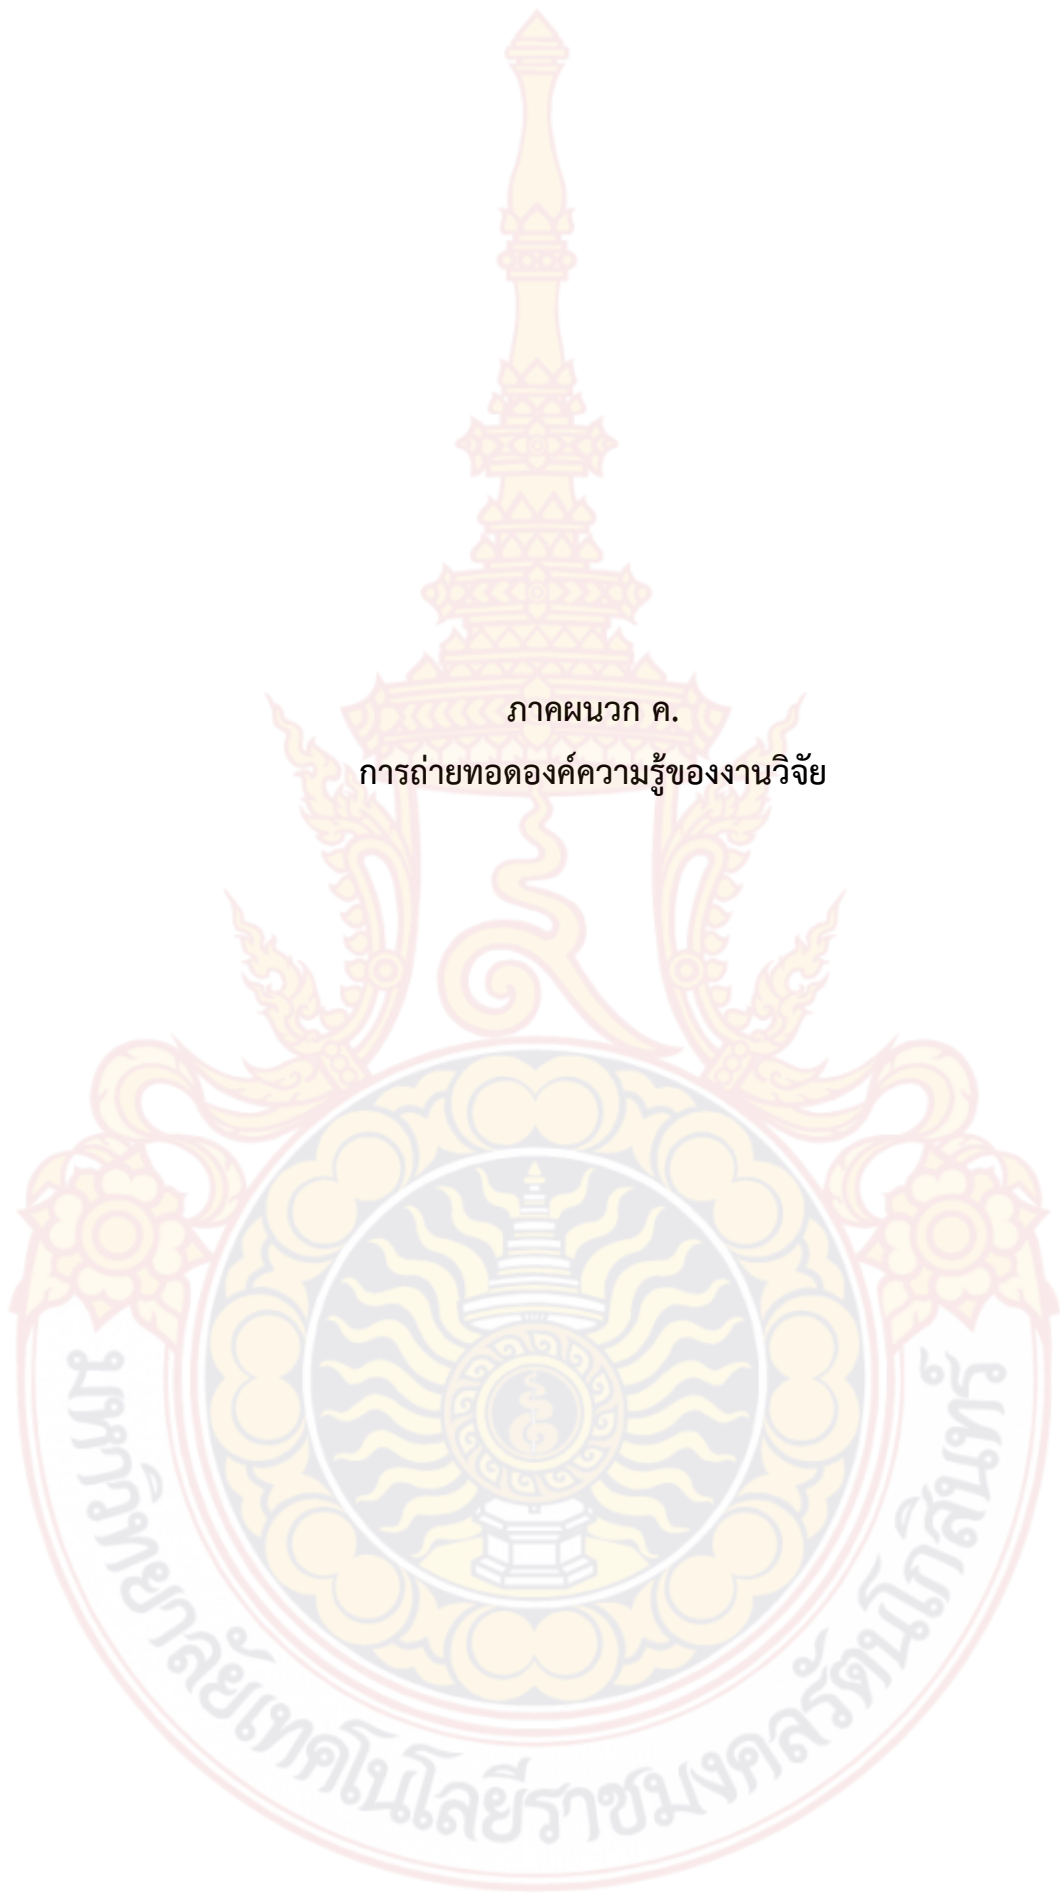 ภาคผนวก ค.
การถ่ายทอดองค์ความรู้ของงานวิจัย
มหาวิทยาลัยเทคโนโลยีราชมงคลรัตนโกสินทร์